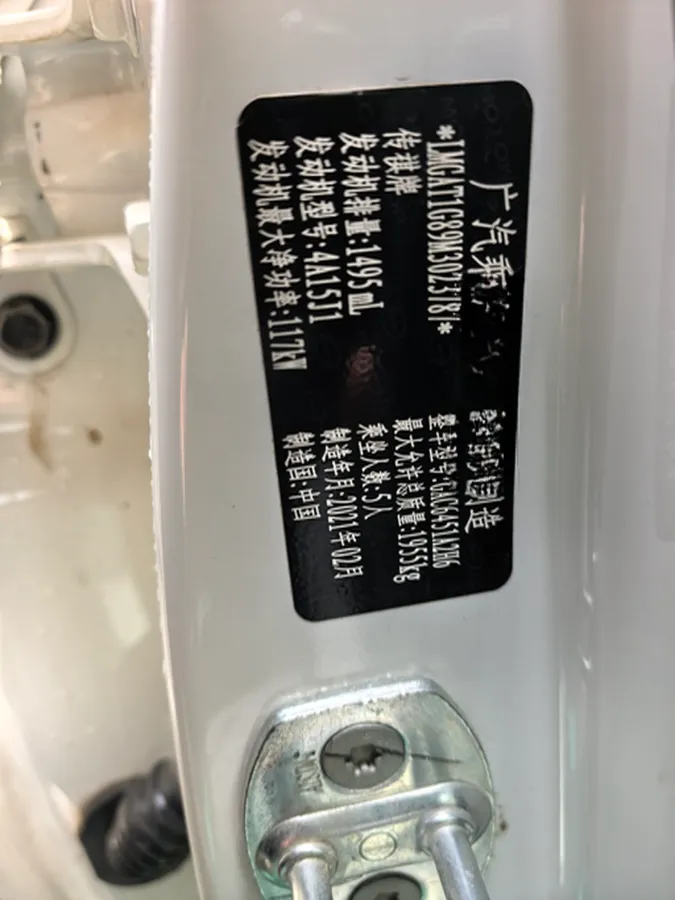 广汽乘 造
*LMGAT1G89M3023181* 整车型号:GAC6451A2H6
传祺牌 最大允许总质量:1955kg
发动机排量:1495mL 乘坐人数:5人
发动机型号:4A15J1 制造年月:2021年02月
发动机最大净功率:117kW 制造国:中国